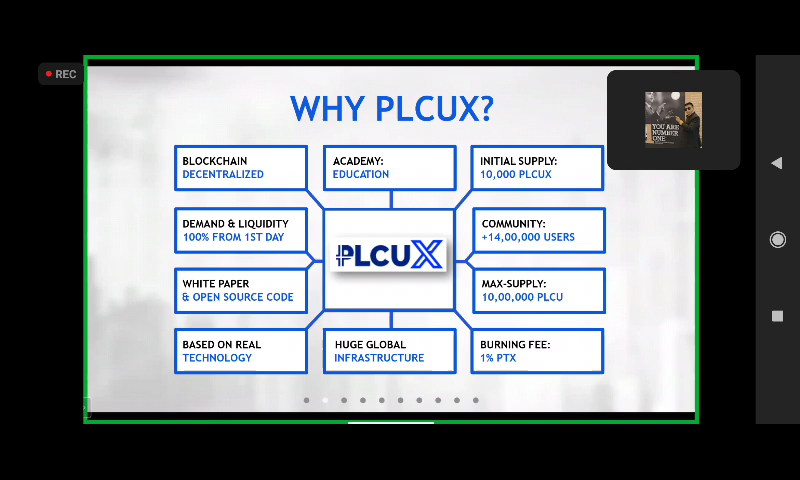 REC
WHY PLCUX?
BLOCKCHAIN
DECENTRALIZED
ACADEMY:
EDUCATION
INITIAL SUPPLY:
10,000 PLCUX
DEMAND & LIQUIDITY
100% FROM 1ST DAY
COMMUNITY:
+14,00,000 USERS
PLCUX
WHITE PAPER
& OPEN SOURCE CODE
MAX-SUPPLY:
10,00,000 PLCU
BASED ON REAL
TECHNOLOGY
HUGE GLOBAL
INFRASTRUCTURE
BURNING FEE:
1% PTX
YOU ARE
NUMBER
ONE